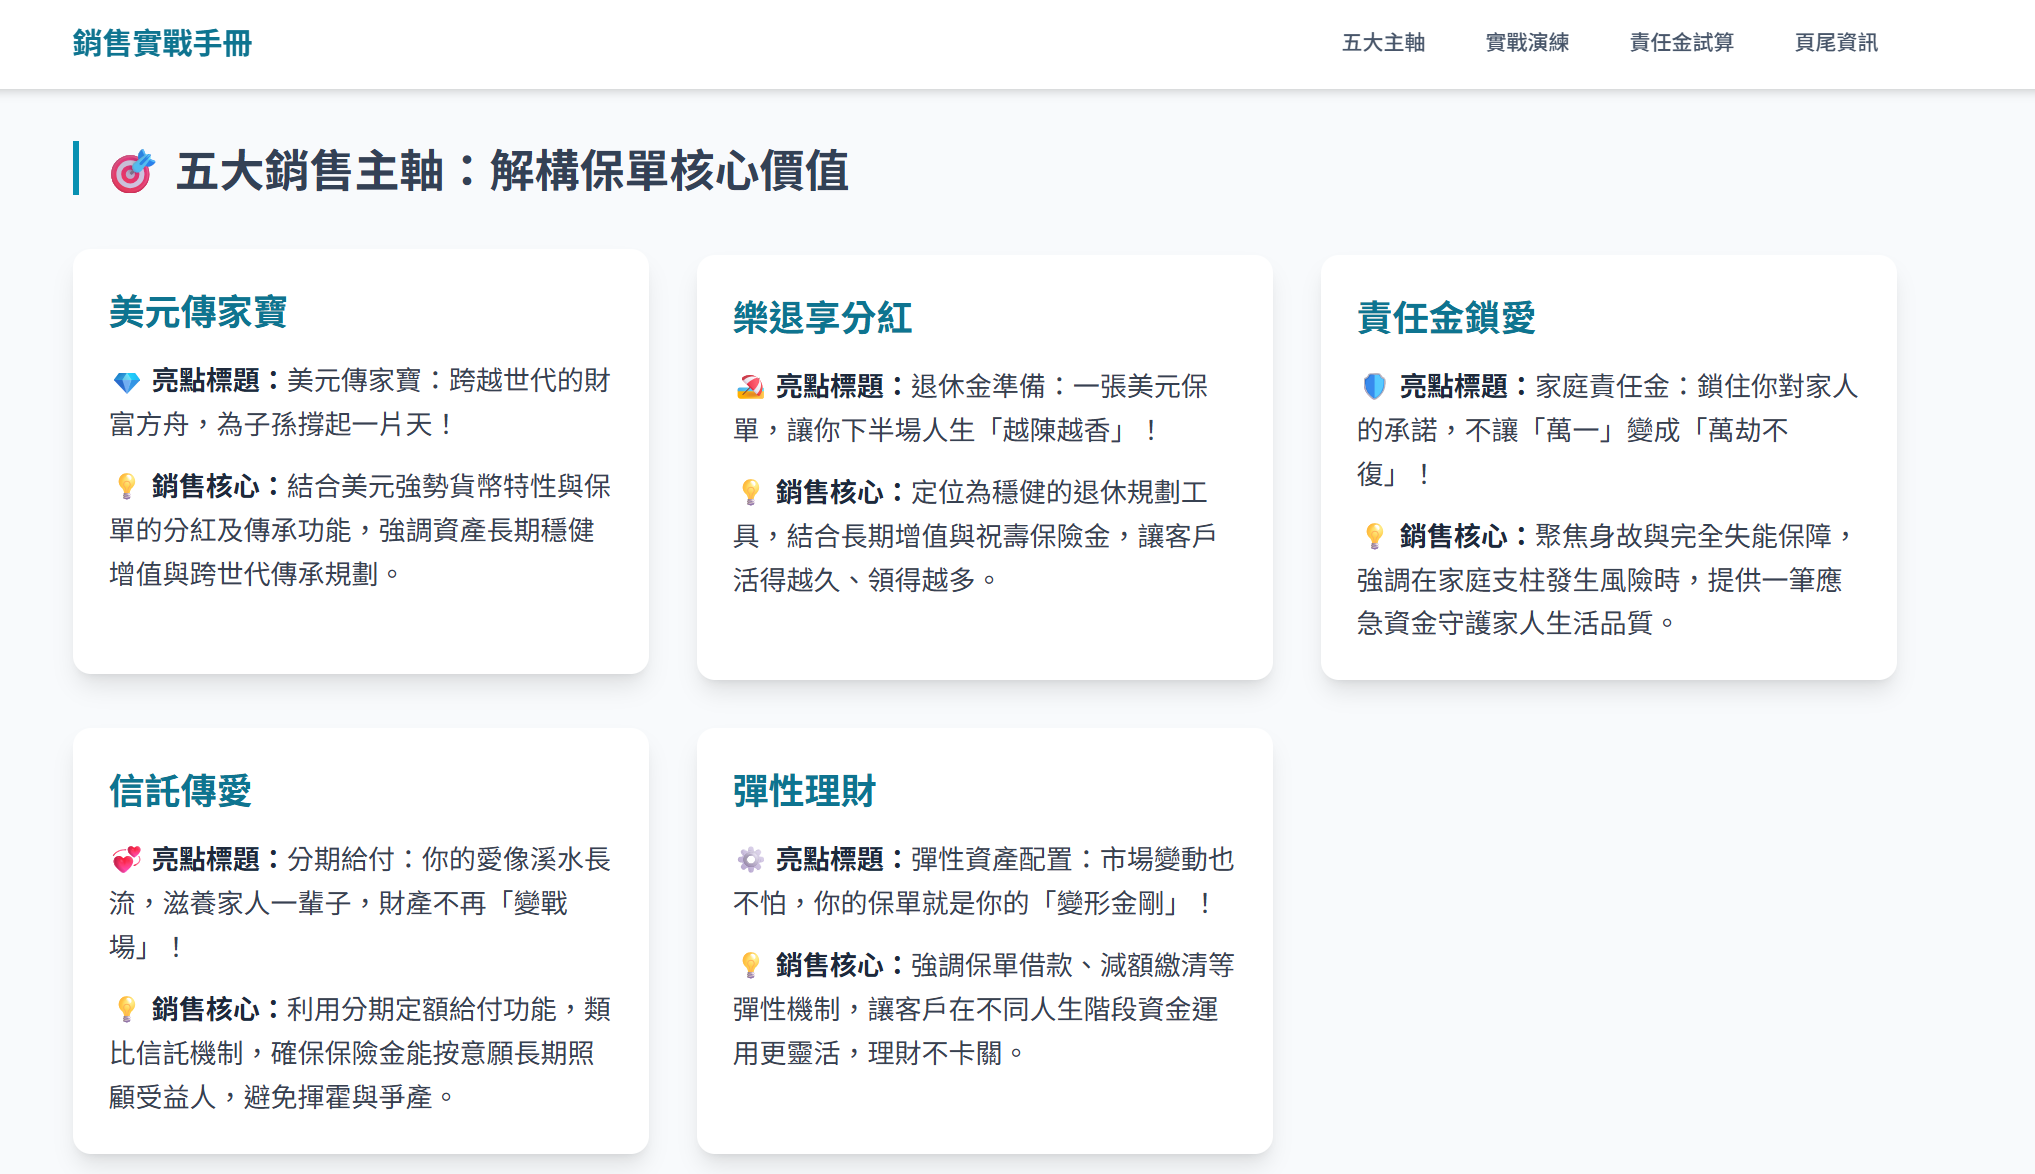 銷售實戰手冊
五大主軸
實戰演練
責任金試算
頁尾資訊
🎯 五大銷售主軸：解構保單核心價值
美元傳家寶
💎 亮點標題：美元傳家寶：跨越世代的財
富方舟，為子孫撐起一片天！
💡 銷售核心：結合美元強勢貨幣特性與保
單的分紅及傳承功能，強調資產長期穩健
增值與跨世代傳承規劃。
樂退享分紅
🏖️ 亮點標題：退休金準備：一張美元保
單，讓你下半場人生「越陳越香」！
💡 銷售核心：定位為穩健的退休規劃工
具，結合長期增值與祝壽保險金，讓客戶
活得越久、領得越多。
責任金鎖愛
🛡️ 亮點標題：家庭責任金：鎖住你對家人
的承諾，不讓「萬一」變成「萬劫不
復」！
💡 銷售核心：聚焦身故與完全失能保障，
強調在家庭支柱發生風險時，提供一筆應
急資金守護家人生活品質。
信託傳愛
💞 亮點標題：分期給付：你的愛像溪水長
流，滋養家人一輩子，財產不再「變戰
場」！
💡 銷售核心：利用分期定額給付功能，類
比信託機制，確保保險金能按意願長期照
顧受益人，避免揮霍與爭產。
彈性理財
⚙️ 亮點標題：彈性資產配置：市場變動也
不怕，你的保單就是你的「變形金剛」！
💡 銷售核心：強調保單借款、減額繳清等
彈性機制，讓客戶在不同人生階段資金運
用更靈活，理財不卡關。